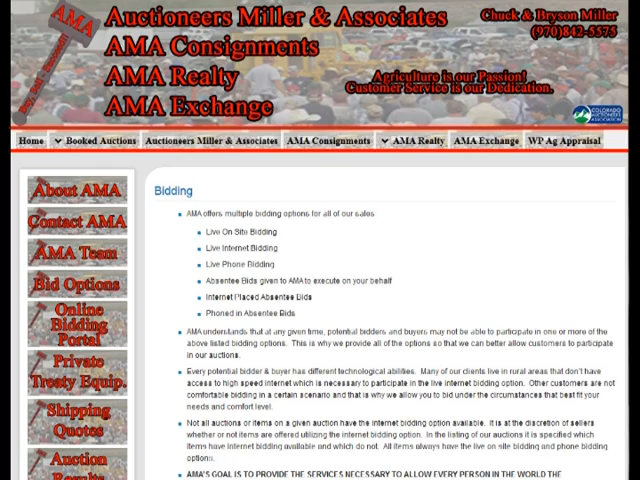 AMA
Buy, Sell, Succeed!
Auctioneers Miller & Associates
AMA Consignments
AMA Realty
AMA Exchange
Chuck & Bryson Miller
(970)842-5575
Agriculture is our Passion!
Customer Service is our Dedication.
COLORADO
AUCTIONEERS
ASSOCIATION
Home Booked Auctions Auctioneers Miller & Associates AMA Consignments AMA Realty AMA Exchange WP Ag Appraisal
About AMA
Contact AMA
AMA Team
Bid Options
Online
Bidding
Portal
Private
Treaty Equip.
Shipping
Quotes
Auction
Results
Bidding
AMA offers multiple bidding options for all of our sales
Live On Site Bidding
Live Internet Bidding
Live Phone Bidding
Absentee Bids given to AMA to execute on your behalf
Internet Placed Absentee Bids
Phoned in Absentee Bids
AMA understands that at any given time, potential bidders and buyers may not be able to participate in one or more of the
above listed bidding options. This is why we provide all of the options so that we can better allow customers to participate
in our auctions.
Every potential bidder & buyer has different technological abilities. Many of our clients live in rural areas that don't have
access to high speed internet which is necessary to participate in the live internet bidding option. Other customers are not
comfortable bidding in a certain scenario and that is why we allow you to bid under the circumstances that best fit your
needs and comfort level.
Not all auctions or items on a given auction have the internet bidding option available. It is at the discretion of sellers
whether or not items are offered utilizing the internet bidding option. In the listing of our auctions it is specified which
items have internet bidding available and which do not. All items always have the live on site bidding and phone bidding
options.
AMA'S GOAL IS TO PROVIDE THE SERVICES NECESSARY TO ALLOW EVERY PERSON IN THE WORLD THE